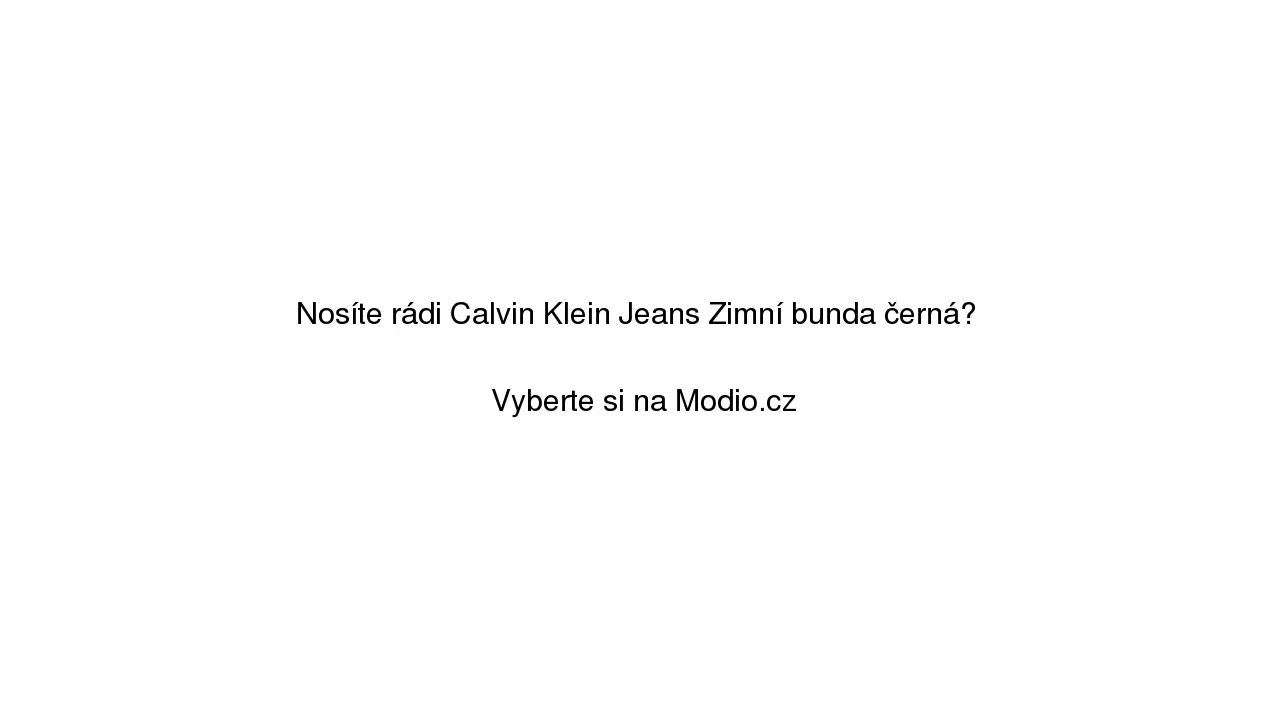 Nosíte rádi Calvin Klein Jeans Zimní bunda černá?
Vyberte si na Modio.cz